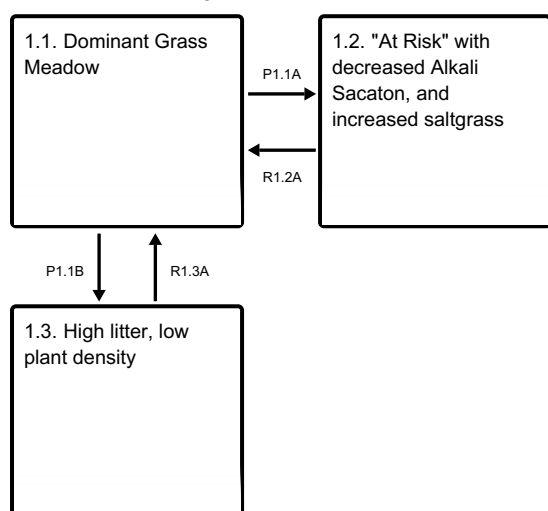 1.1. Dominant Grass
Meadow
P1.1A
R1.2A
1.2. "At Risk" with
decreased Alkali
Sacaton, and
increased saltgrass
P1.1B
R1.3A
1.3. High litter, low
plant density